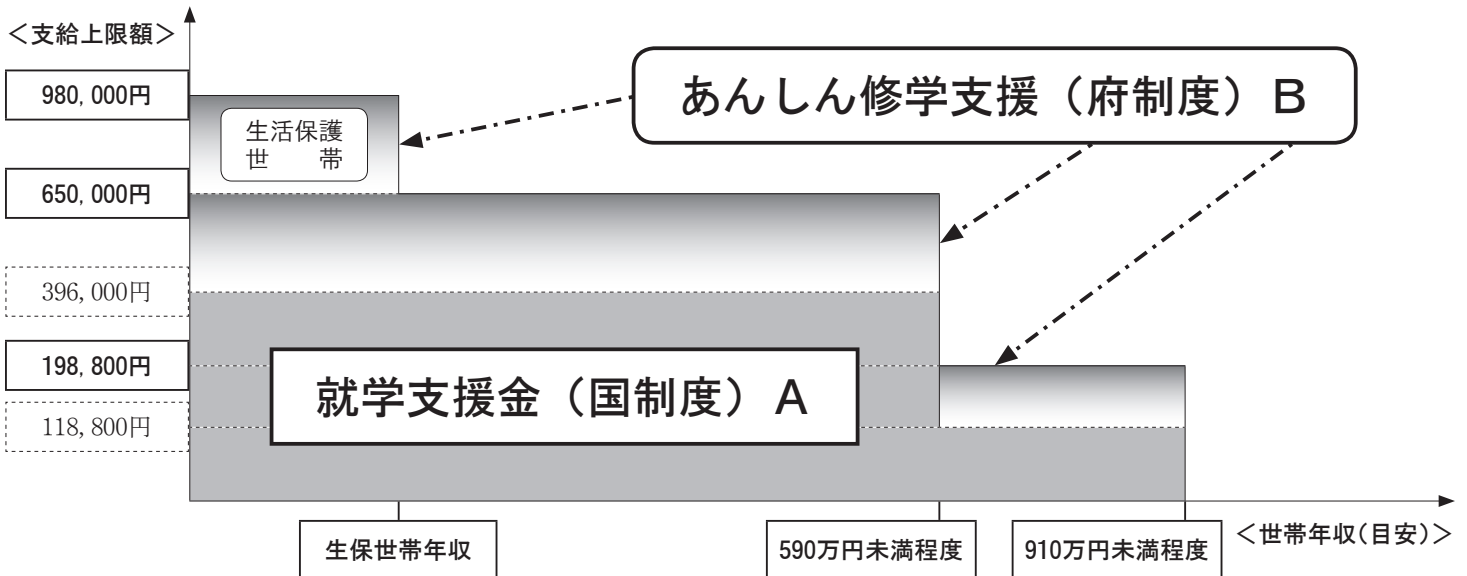 ＜支給上限額＞
980,000円
生活保護
世　　帯
あんしん修学支援（府制度）B
650,000円
396,000円
198,800円
就学支援金（国制度）A
118,800円
生保世帯年収
590万円未満程度
910万円未満程度
＜世帯年収(目安)＞